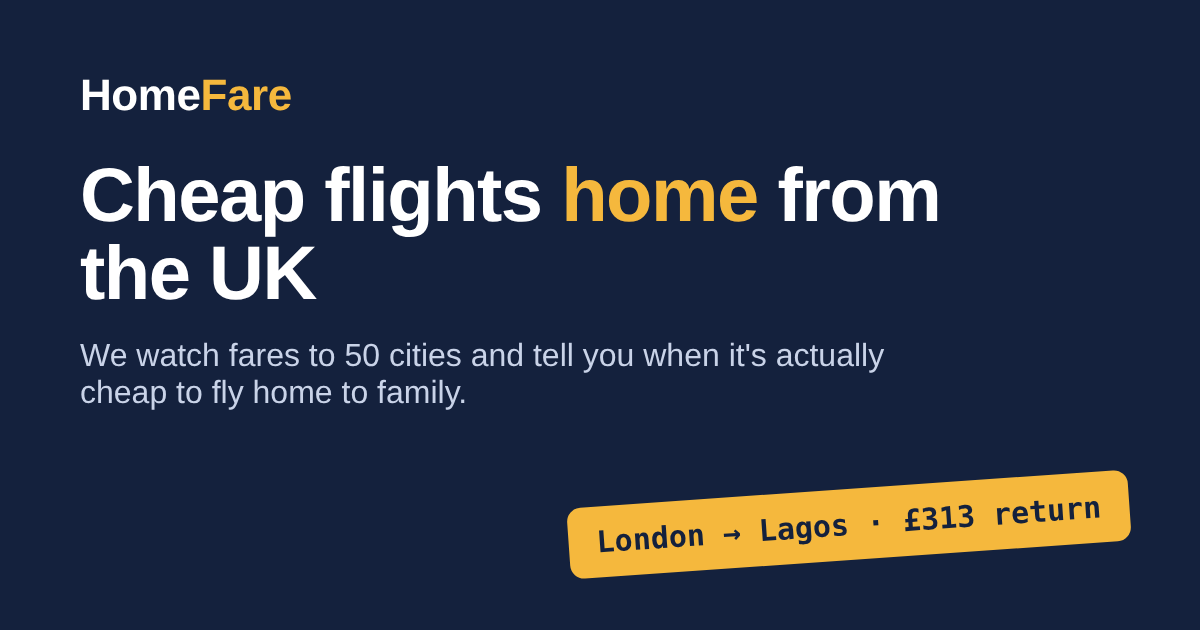 HomeFare
Cheap flights home from
the UK
We watch fares to 50 cities and tell you when it's actually
cheap to fly home to family.
London → Lagos · £313 return